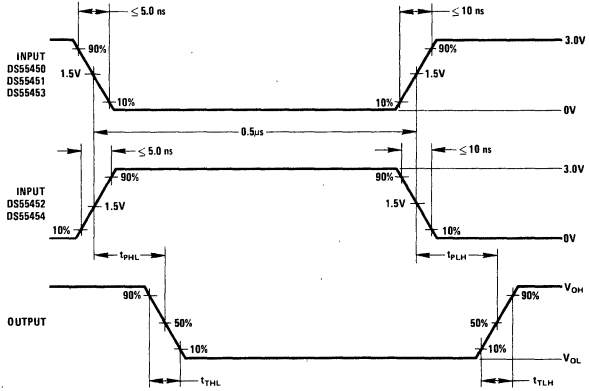 ≤ 5.0 ns
≤ 10 ns
INPUT
DS55450
DS55451
DS55453
90%
1.5V
10%
10%
90%
1.5V
3.0V
0V
0.5μs
≤ 5.0 ns
≤ 10 ns
INPUT
DS55452
DS55454
10%
90%
1.5V
90%
1.5V
10%
3.0V
0V
tPHL
tPLH
OUTPUT
90%
50%
10%
90%
50%
10%
VOH
VOL
tTHL
tTLH